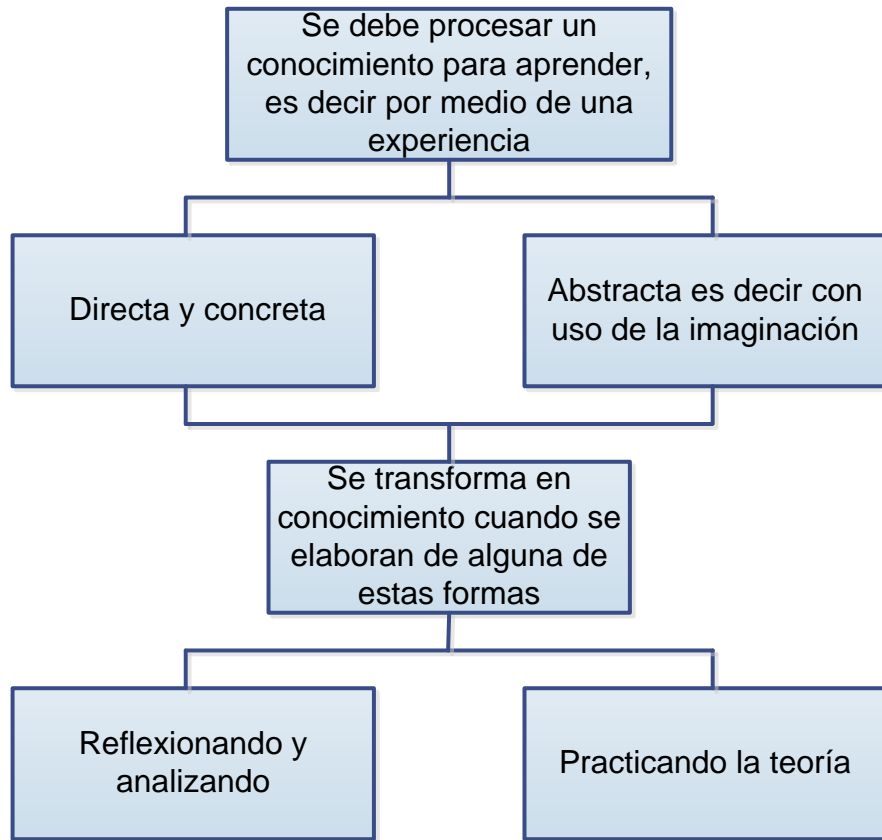 Se debe procesar un
conocimiento para aprender,
es decir por medio de una
experiencia
Directa y concreta
Abstracta es decir con
uso de la imaginación
Se transforma en
conocimiento cuando se
elaboran de alguna de
estas formas
Reflexionando y
analizando
Practicando la teoría